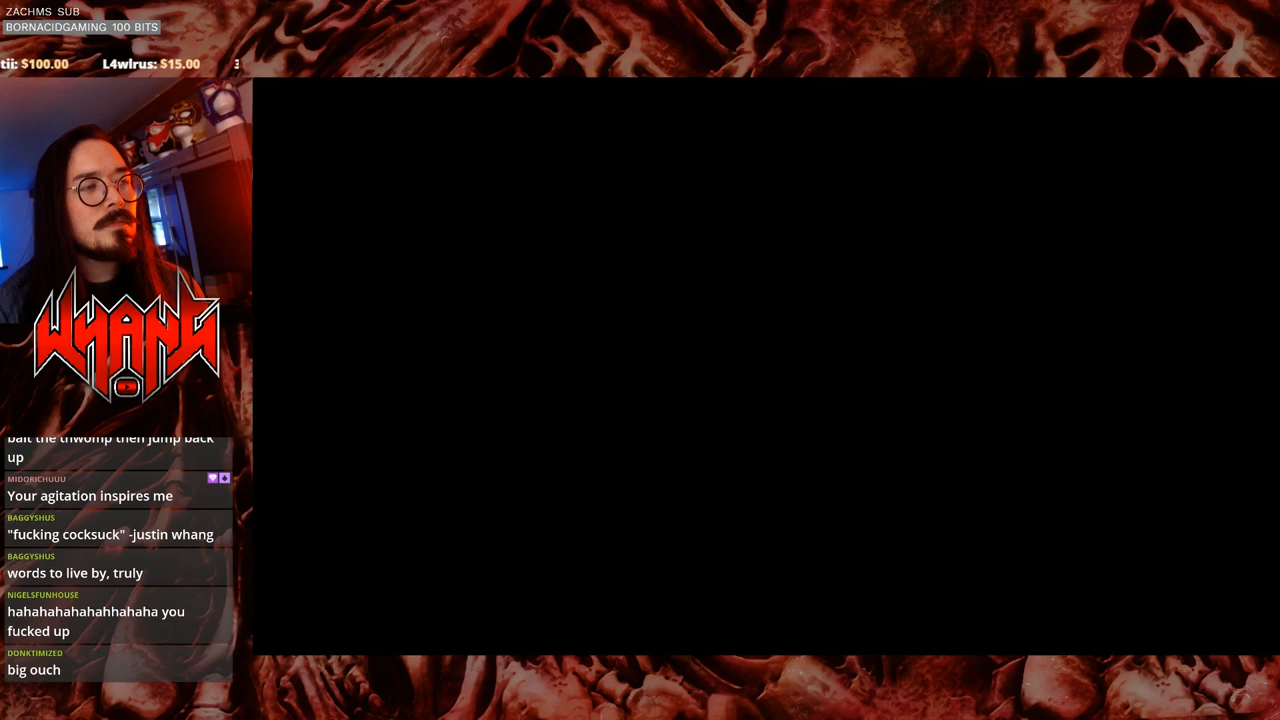 ZACHMS SUB
BORNACIDGAMING 100 BITS
tii: $100.00 L4wlrus: $15.00
WHANG
bait the thwomp then jump back
up
MIDORICHUUU
Your agitation inspires me
BAGGYSHUS
"fucking cocksuck" -justin whang
BAGGYSHUS
words to live by, truly
NIGELSFUNHOUSE
hahahahahahahhahaha you
fucked up
DONKTIMIZED
big ouch